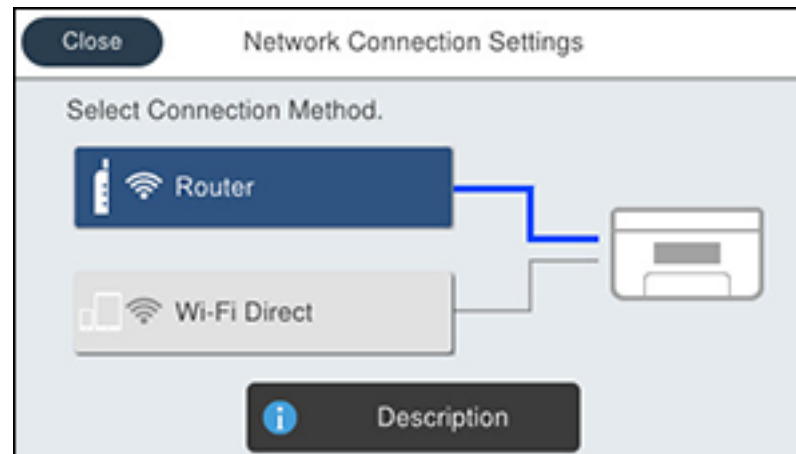 Close
Network Connection Settings
Select Connection Method.
Router
Wi-Fi Direct
i
Description